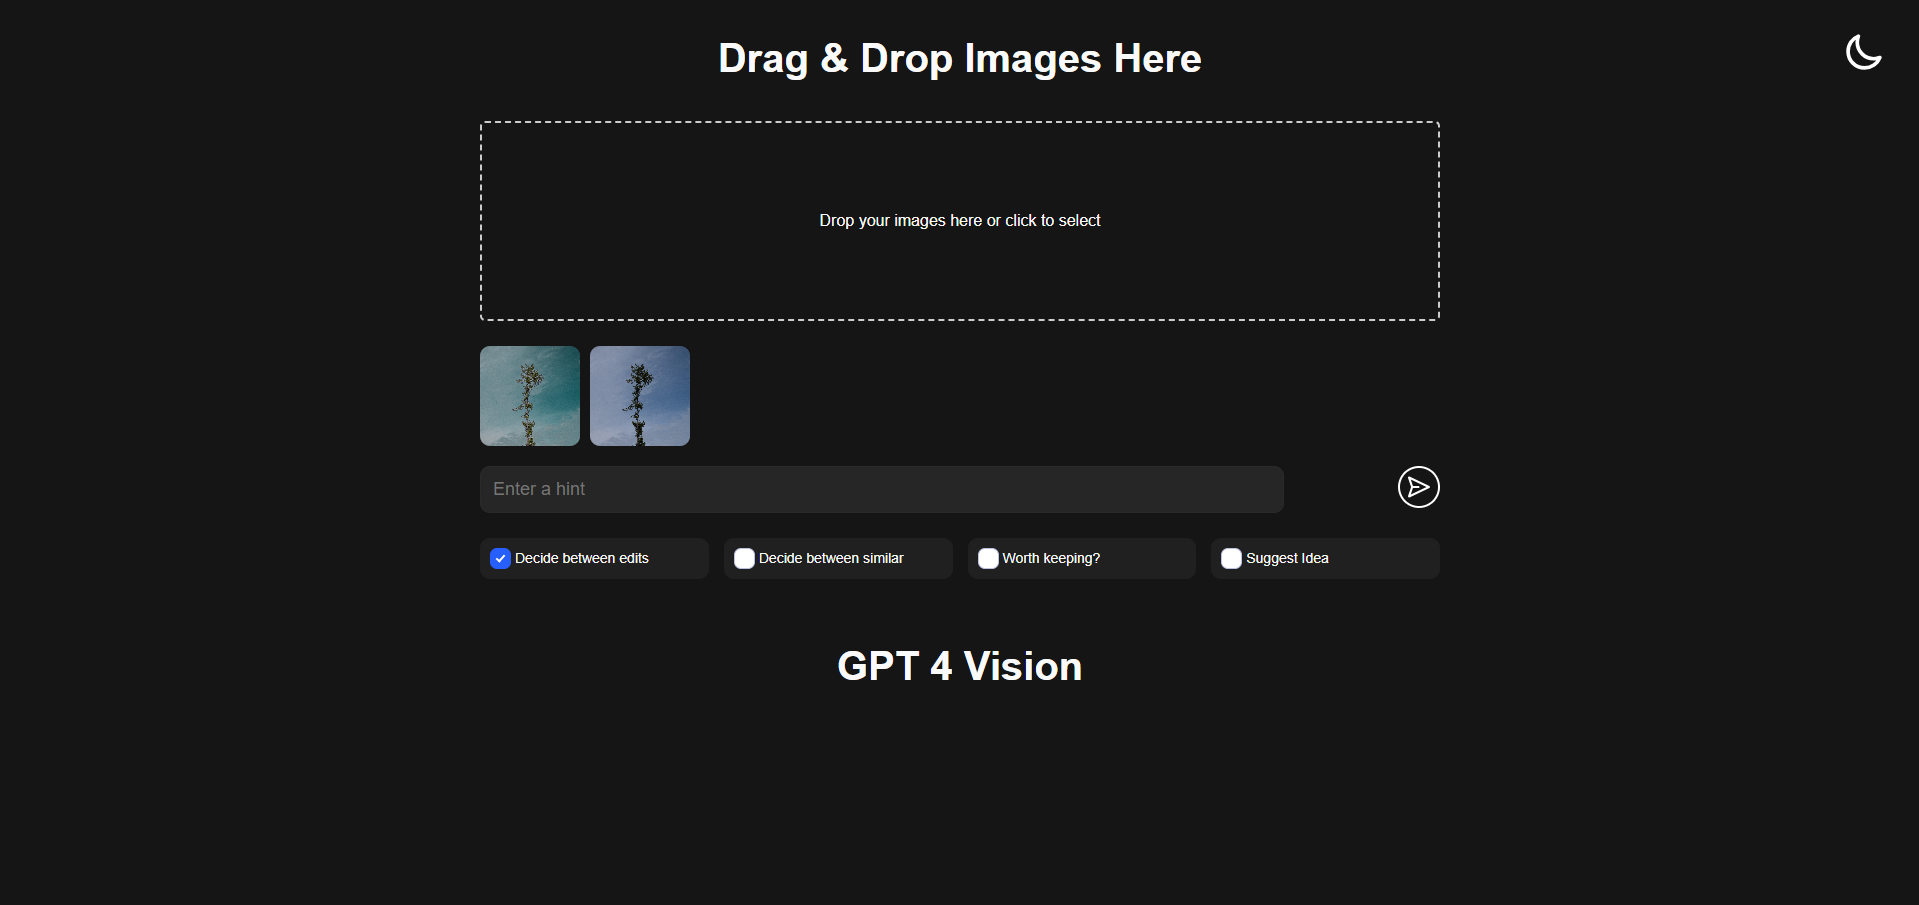 Drag & Drop Images Here
Drop your images here or click to select
Enter a hint
Decide between edits
Decide between similar
Worth keeping?
Suggest Idea
GPT 4 Vision